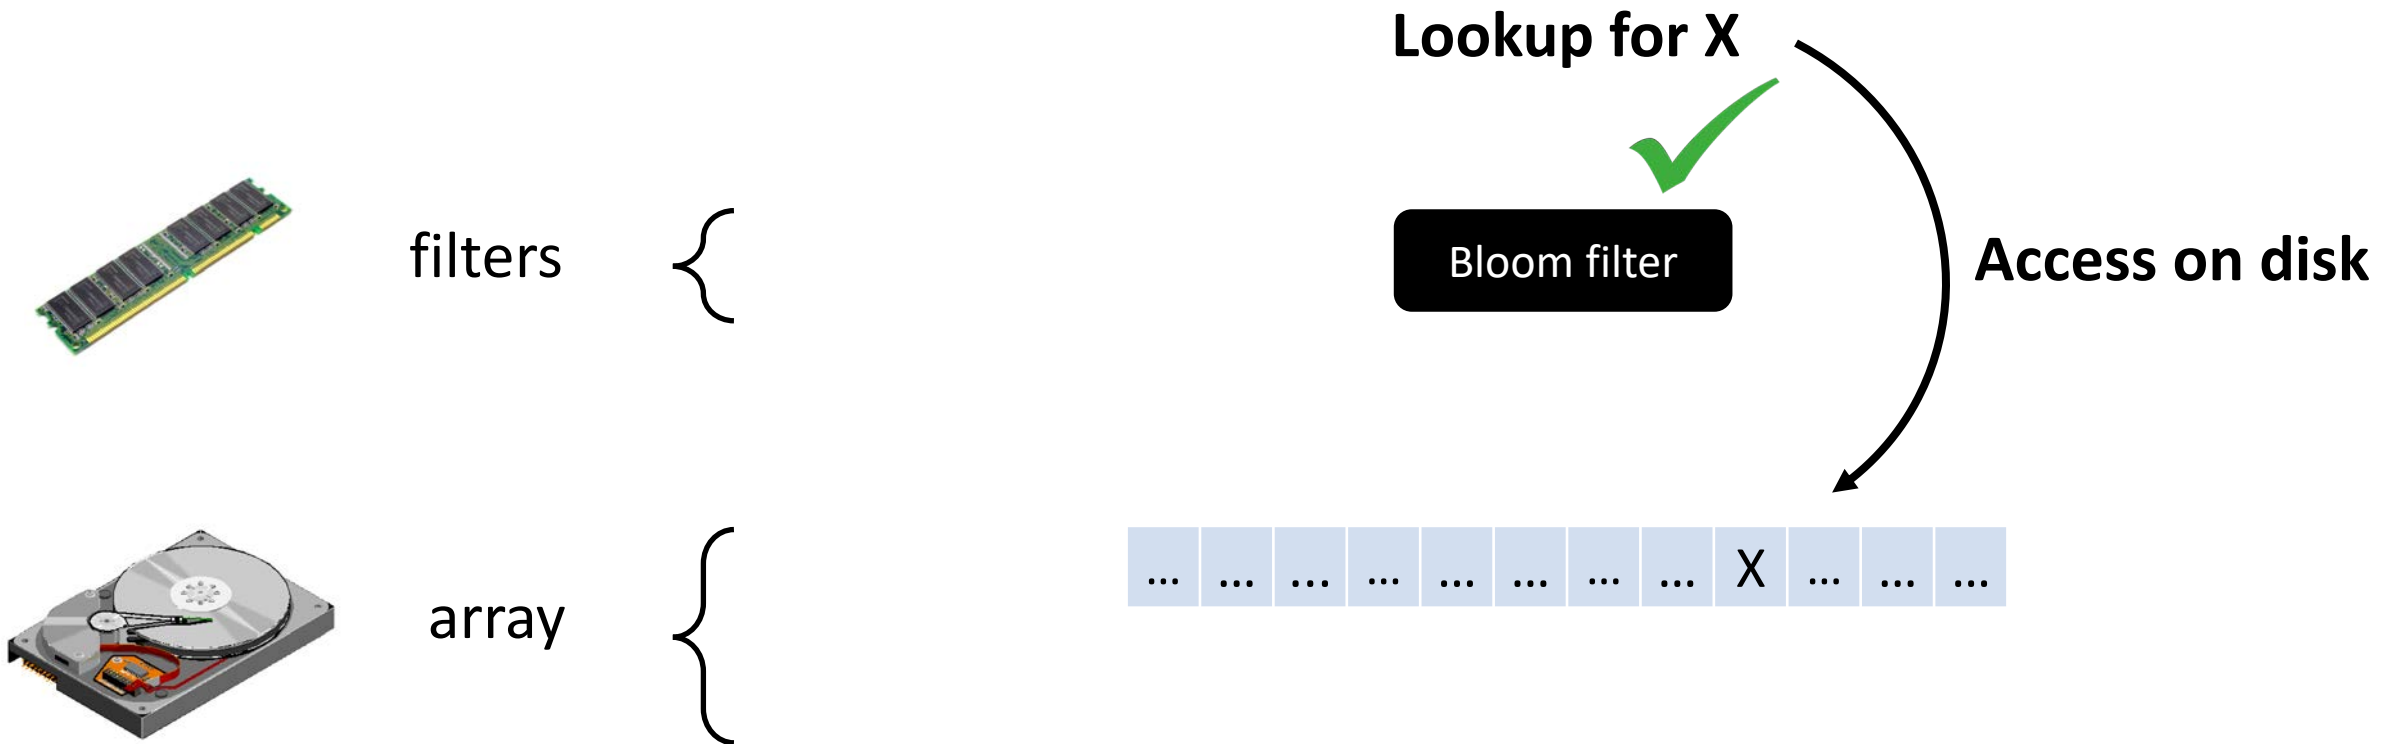 Lookup for X
filters
Bloom filter
Access on disk
... ... ... ... ... ... ... ... X ... ... ...
array